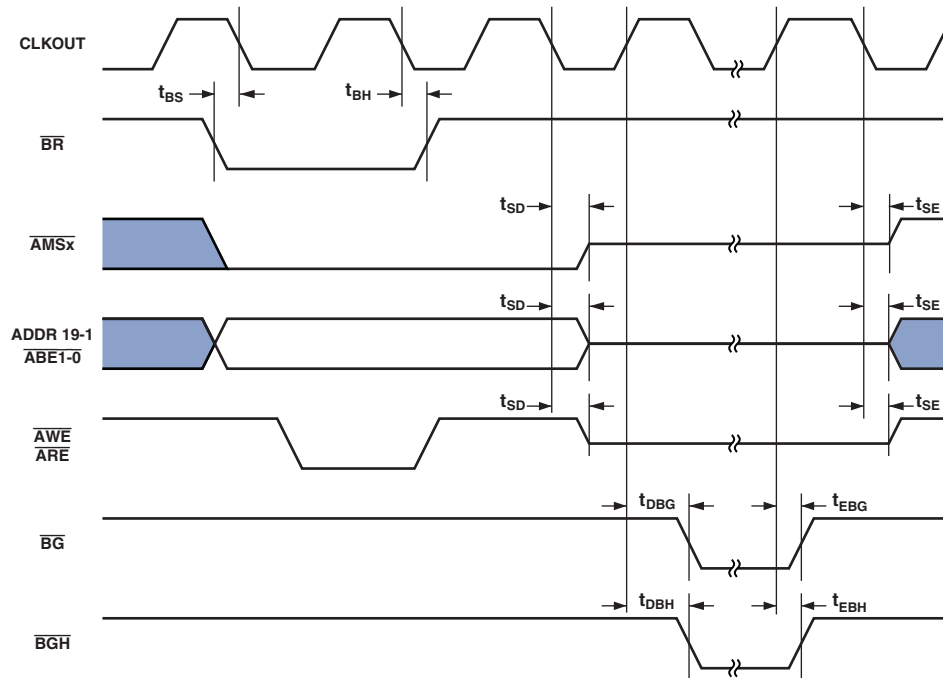 CLKOUT
tBS
tBH
BR
tSD
tSE
AMSx
tSD
tSE
ADDR 19-1
ABE1-0
tSD
tSE
AWE
ARE
tDBG
tEBG
BG
tDBH
tEBH
BGH